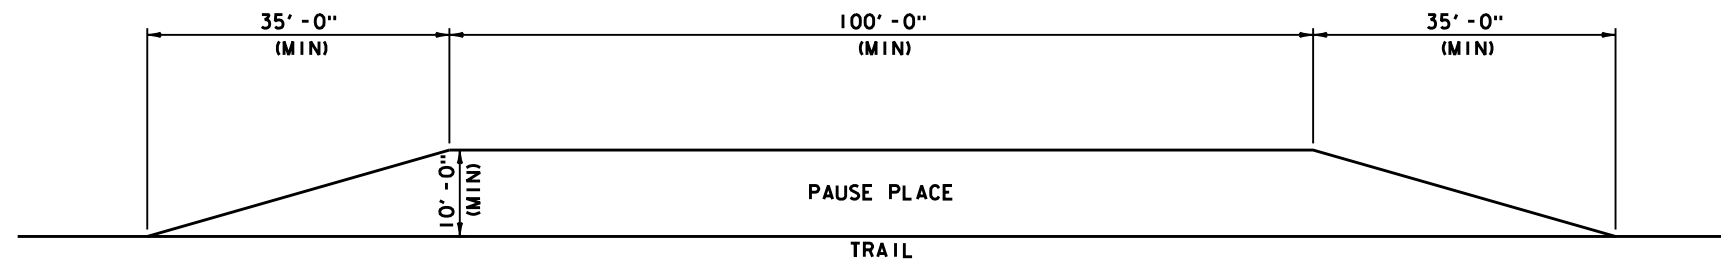 35'-0"
(MIN)
100'-0"
(MIN)
35'-0"
(MIN)
10'-0"
(MIN)
PAUSE PLACE
TRAIL